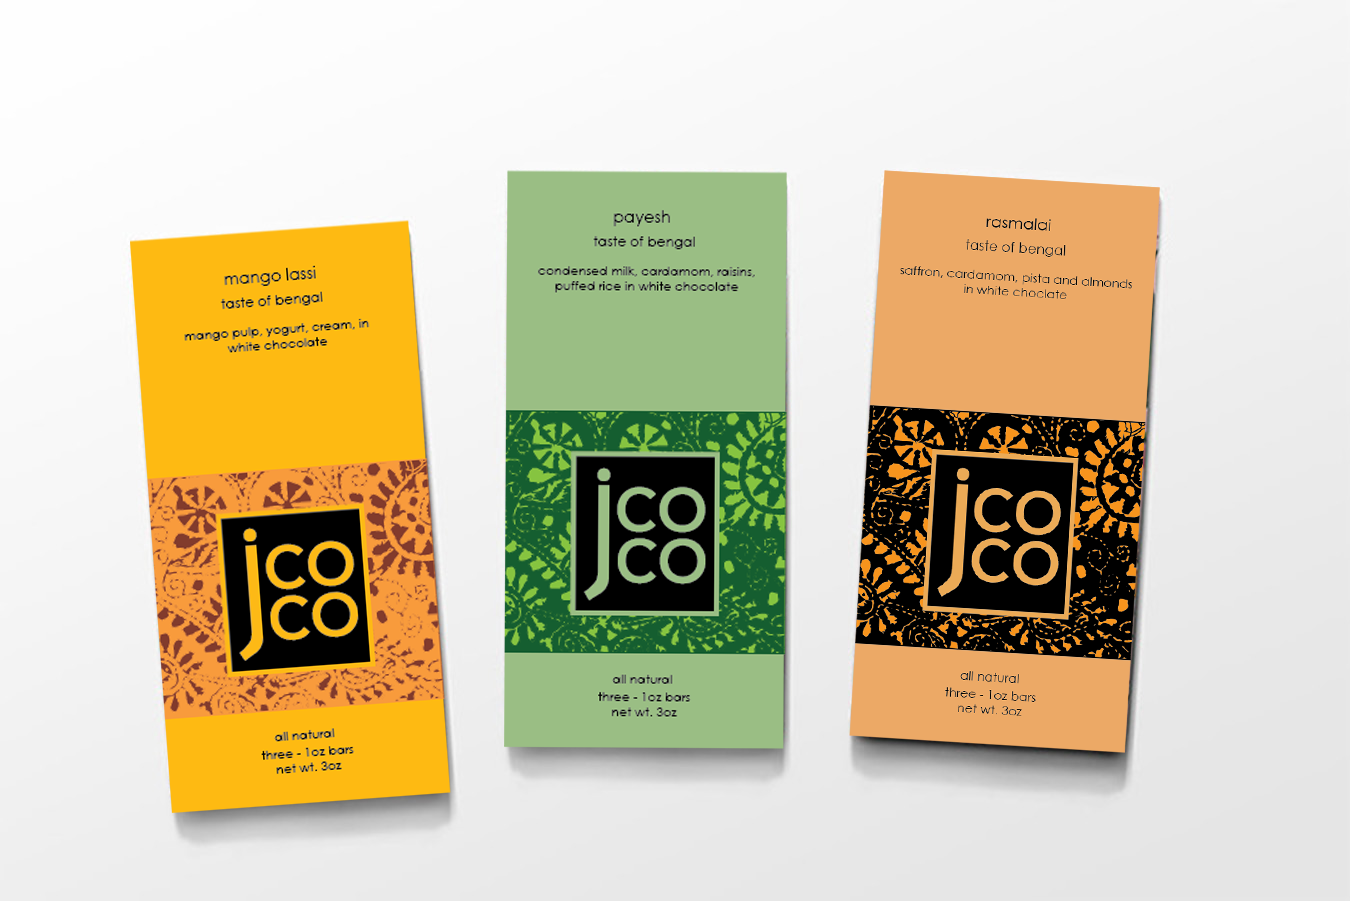 mango lassi
taste of bengal
mango pulp, yogurt, cream, in
white chocolate
jcoco
all natural
three - 1oz bars
net wt. 3oz
payesh
taste of bengal
condensed milk, cardamom, raisins,
puffed rice in white chocolate
jcoco
all natural
three - 1oz bars
net wt. 3oz
rasmalai
taste of bengal
saffron, cardamom, pista and almonds
in white choclate
jcoco
all natural
three - 1oz bars
net wt. 3oz